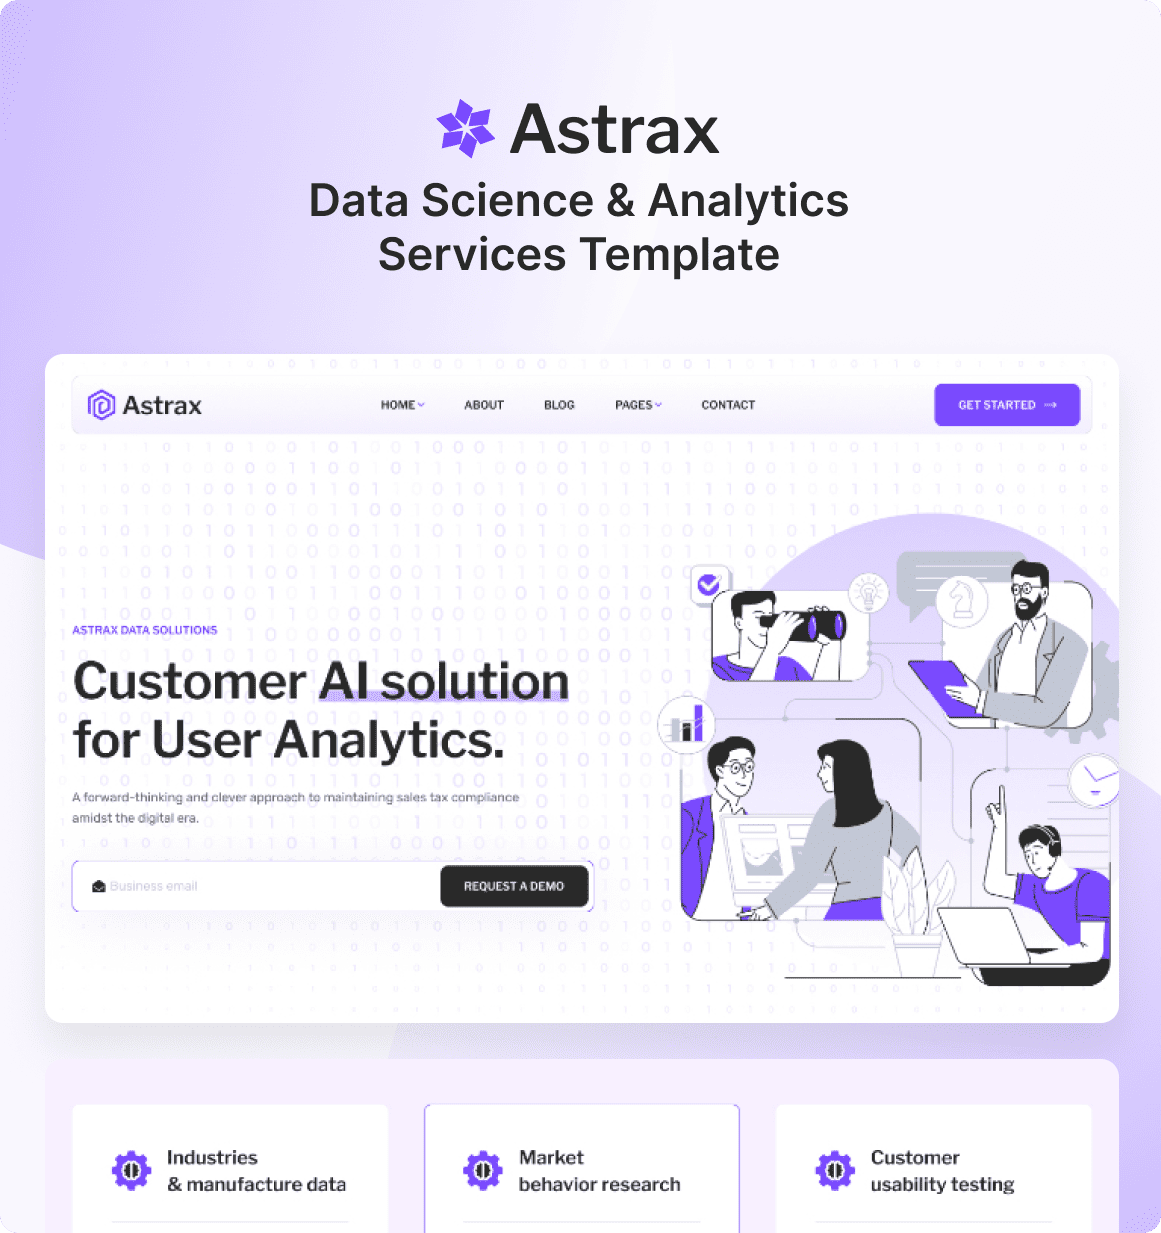 Astrax
Data Science & Analytics
Services Template
Astrax
HOME
ABOUT
BLOG
PAGES
CONTACT
GET STARTED
ASTRAX DATA SOLUTIONS
Customer AI solution
for User Analytics.
A forward-thinking and clever approach to maintaining sales tax compliance
amidst the digital era.
Business email
REQUEST A DEMO
Industries
& manufacture data
Market
behavior research
Customer
usability testing